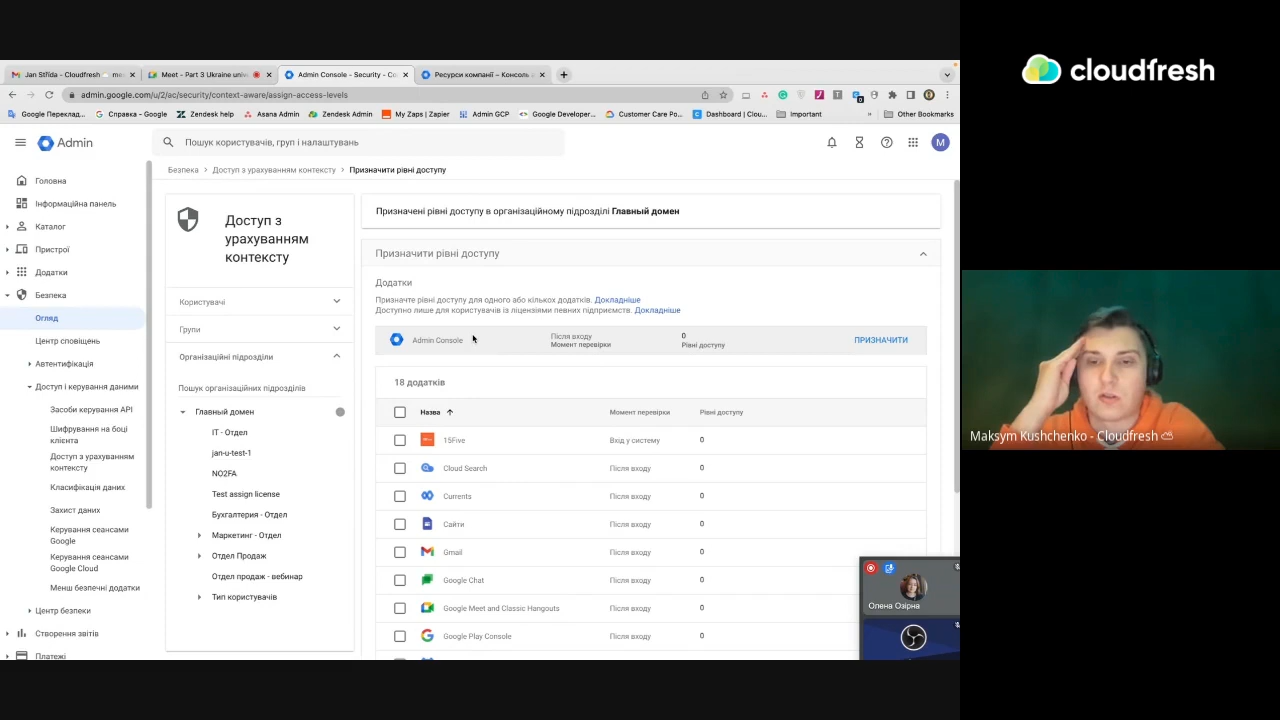 Jan Střída - Cloudfresh
Meet - Part 3 Ukraine univ
Admin Console - Security - Co
Ресурси компанії – Консоль
admin.google.com/u/2/ac/security/context-aware/assign-access-levels
Google Переклад...
Справка - Google
Zendesk help
Asana Admin
Zendesk Admin
My Zaps | Zapier
Admin GCP
Google Developer...
Customer Care Po...
Dashboard | Clou...
Important
Other Bookmarks
Admin
Пошук користувачів, груп і налаштувань
M
Безпека > Доступ з урахуванням контексту > Призначити рівні доступу
Головна
Інформаційна панель
Каталог
Пристрої
Додатки
Безпека
Огляд
Центр сповіщень
Автентифікація
Доступ і керування даними
Засоби керування API
Шифрування на боці
клієнта
Доступ з урахуванням
контексту
Класифікація даних
Захист даних
Керування сеансами
Google
Керування сеансами
Google Cloud
Менш безпечні додатки
Центр безпеки
Створення звітів
Платежі
Доступ з
урахуванням
контексту
Користувачі
Групи
Організаційні підрозділи
Пошук організаційних підрозділів
Главный домен
IT - Отдел
jan-u-test-1
NO2FA
Test assign license
Бухгалтерия - Отдел
Маркетинг - Отдел
Отдел Продаж
Отдел продаж - вебинар
Тип користувачів
Призначені рівні доступу в організаційному підрозділі Главный домен
Призначити рівні доступу
Додатки
Призначте рівні доступу для одного або кількох додатків. Докладніше
Доступно лише для користувачів із ліцензіями певних підприємств. Докладніше
Admin Console
Після входу
Момент перевірки
0
Рівні доступу
ПРИЗНАЧИТИ
18 додатків
Назва Момент перевірки Рівні доступу
15Five Вхід у систему 0
Cloud Search Після входу 0
Currents Після входу 0
Сайти Після входу 0
Gmail Після входу 0
Google Chat Після входу 0
Google Meet and Classic Hangouts Після входу 0
Google Play Console Після входу 0
Олена Озірна
cloudfresh
Maksym Kushchenko - Cloudfresh